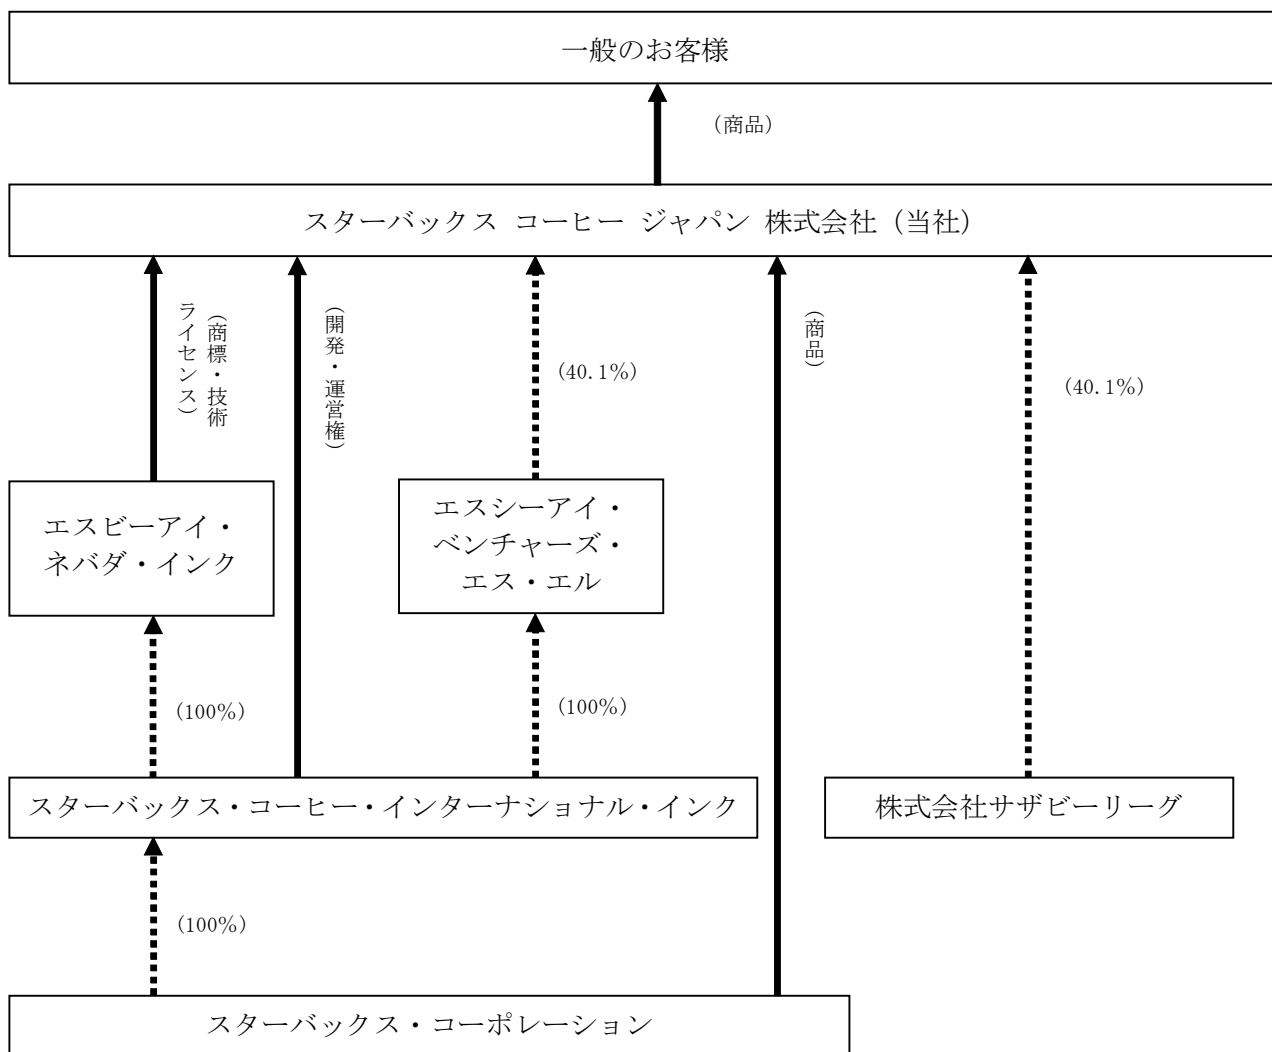 一般のお客様
(商品)
スターバックス コーヒー ジャパン 株式会社(当社)
(商標・技術
ライセンス)
(開発・運営権)
(40.1%)
(商品)
(40.1%)
エスビーアイ・
ネバダ・インク
エスシーアイ・
ベンチャーズ・
エス・エル
(100%)
(100%)
スターバックス・コーヒー・インターナショナル・インク
株式会社サザビーリーグ
(100%)
スターバックス・コーポレーション